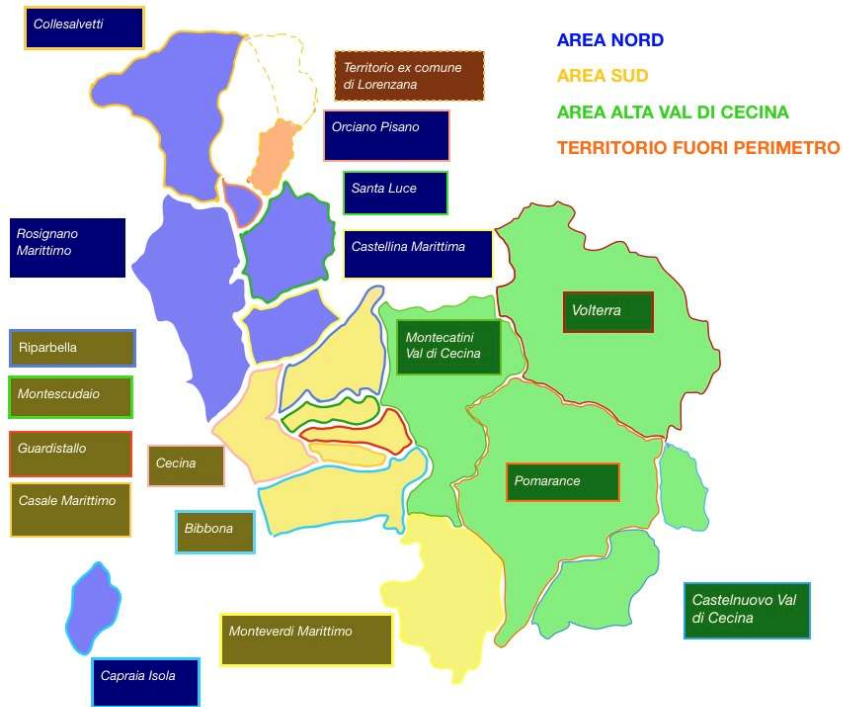 Collesalvetti
AREA NORD
AREA SUD
Territorio ex comune
di Lorenzana
AREA ALTA VAL DI CECINA
Orciano Pisano
TERRITORIO FUORI PERIMETRO
Santa Luce
Rosignano
Marittimo
Castellina Marittima
Volterra
Riparbella
Montecatini
Val di Cecina
Montescudaio
Guardistallo
Cecina
Pomarance
Casale Marittimo
Bibbona
Castelnuovo Val
di Cecina
Monteverdi Marittimo
Capraia Isola